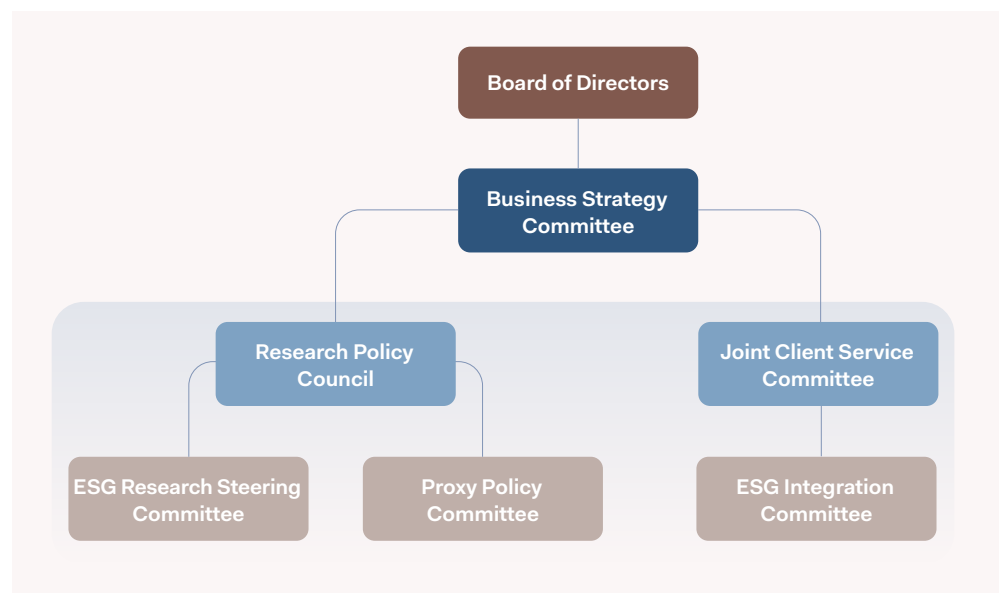 Board of Directors
Business Strategy
Committee
Research Policy
Council
Joint Client Service
Committee
ESG Research Steering
Committee
Proxy Policy
Committee
ESG Integration
Committee